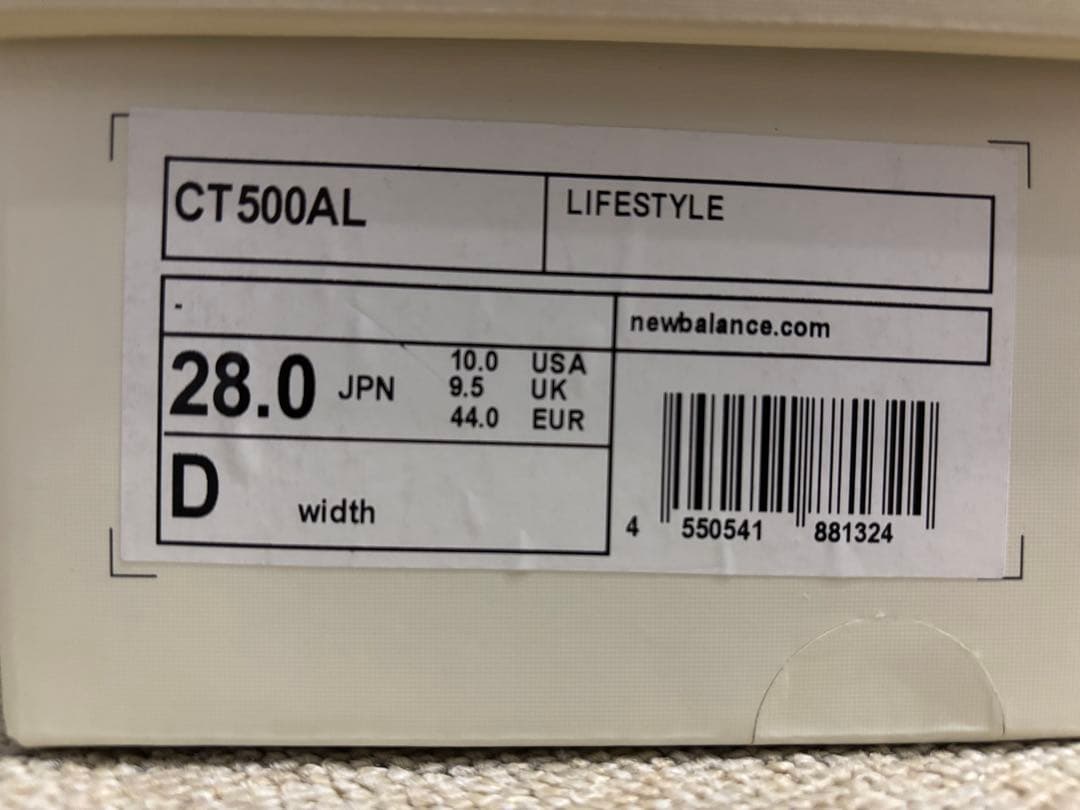 CT500AL
LIFESTYLE
-
newbalance.com
28.0 JPN
10.0 USA
9.5 UK
44.0 EUR
D width
4 550541 881324